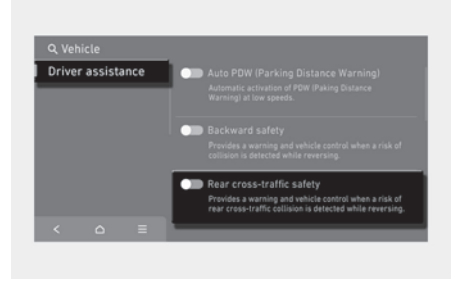 Vehicle
Driver assistance
Auto PDW (Parking Distance Warning)
Automatic activation of PDW (Paking Distance
Warning) at low speeds.
Backward safety
Provides a warning and vehicle control when a risk of
collision is detected while reversing.
Rear cross-traffic safety
Provides a warning and vehicle control when a risk of
rear cross-traffic collision is detected while reversing.